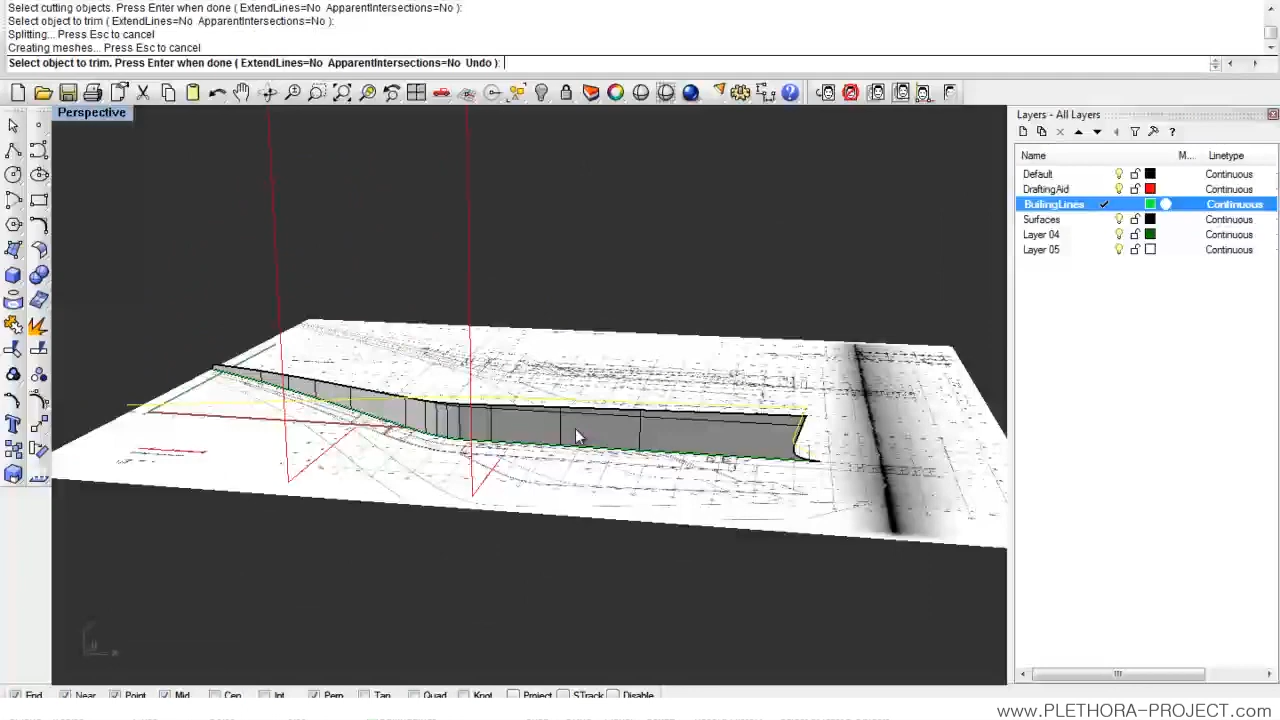 Select cutting objects. Press Enter when done ( ExtendLines=No  ApparentIntersections=No ):
Select object to trim ( ExtendLines=No  ApparentIntersections=No ):
Splitting... Press Esc to cancel
Creating meshes... Press Esc to cancel
Select object to trim. Press Enter when done ( ExtendLines=No  ApparentIntersections=No  Undo ):
Perspective
Layers - All Layers
Name M... Linetype
Default Continuous
DraftingAid Continuous
BuilingLines Continuous
Surfaces Continuous
Layer 04 Continuous
Layer 05 Continuous
End Near Point Mid Cen Int Perp Tan Quad Knot Project STrack Disable
www.PLETHORA-PROJECT.com